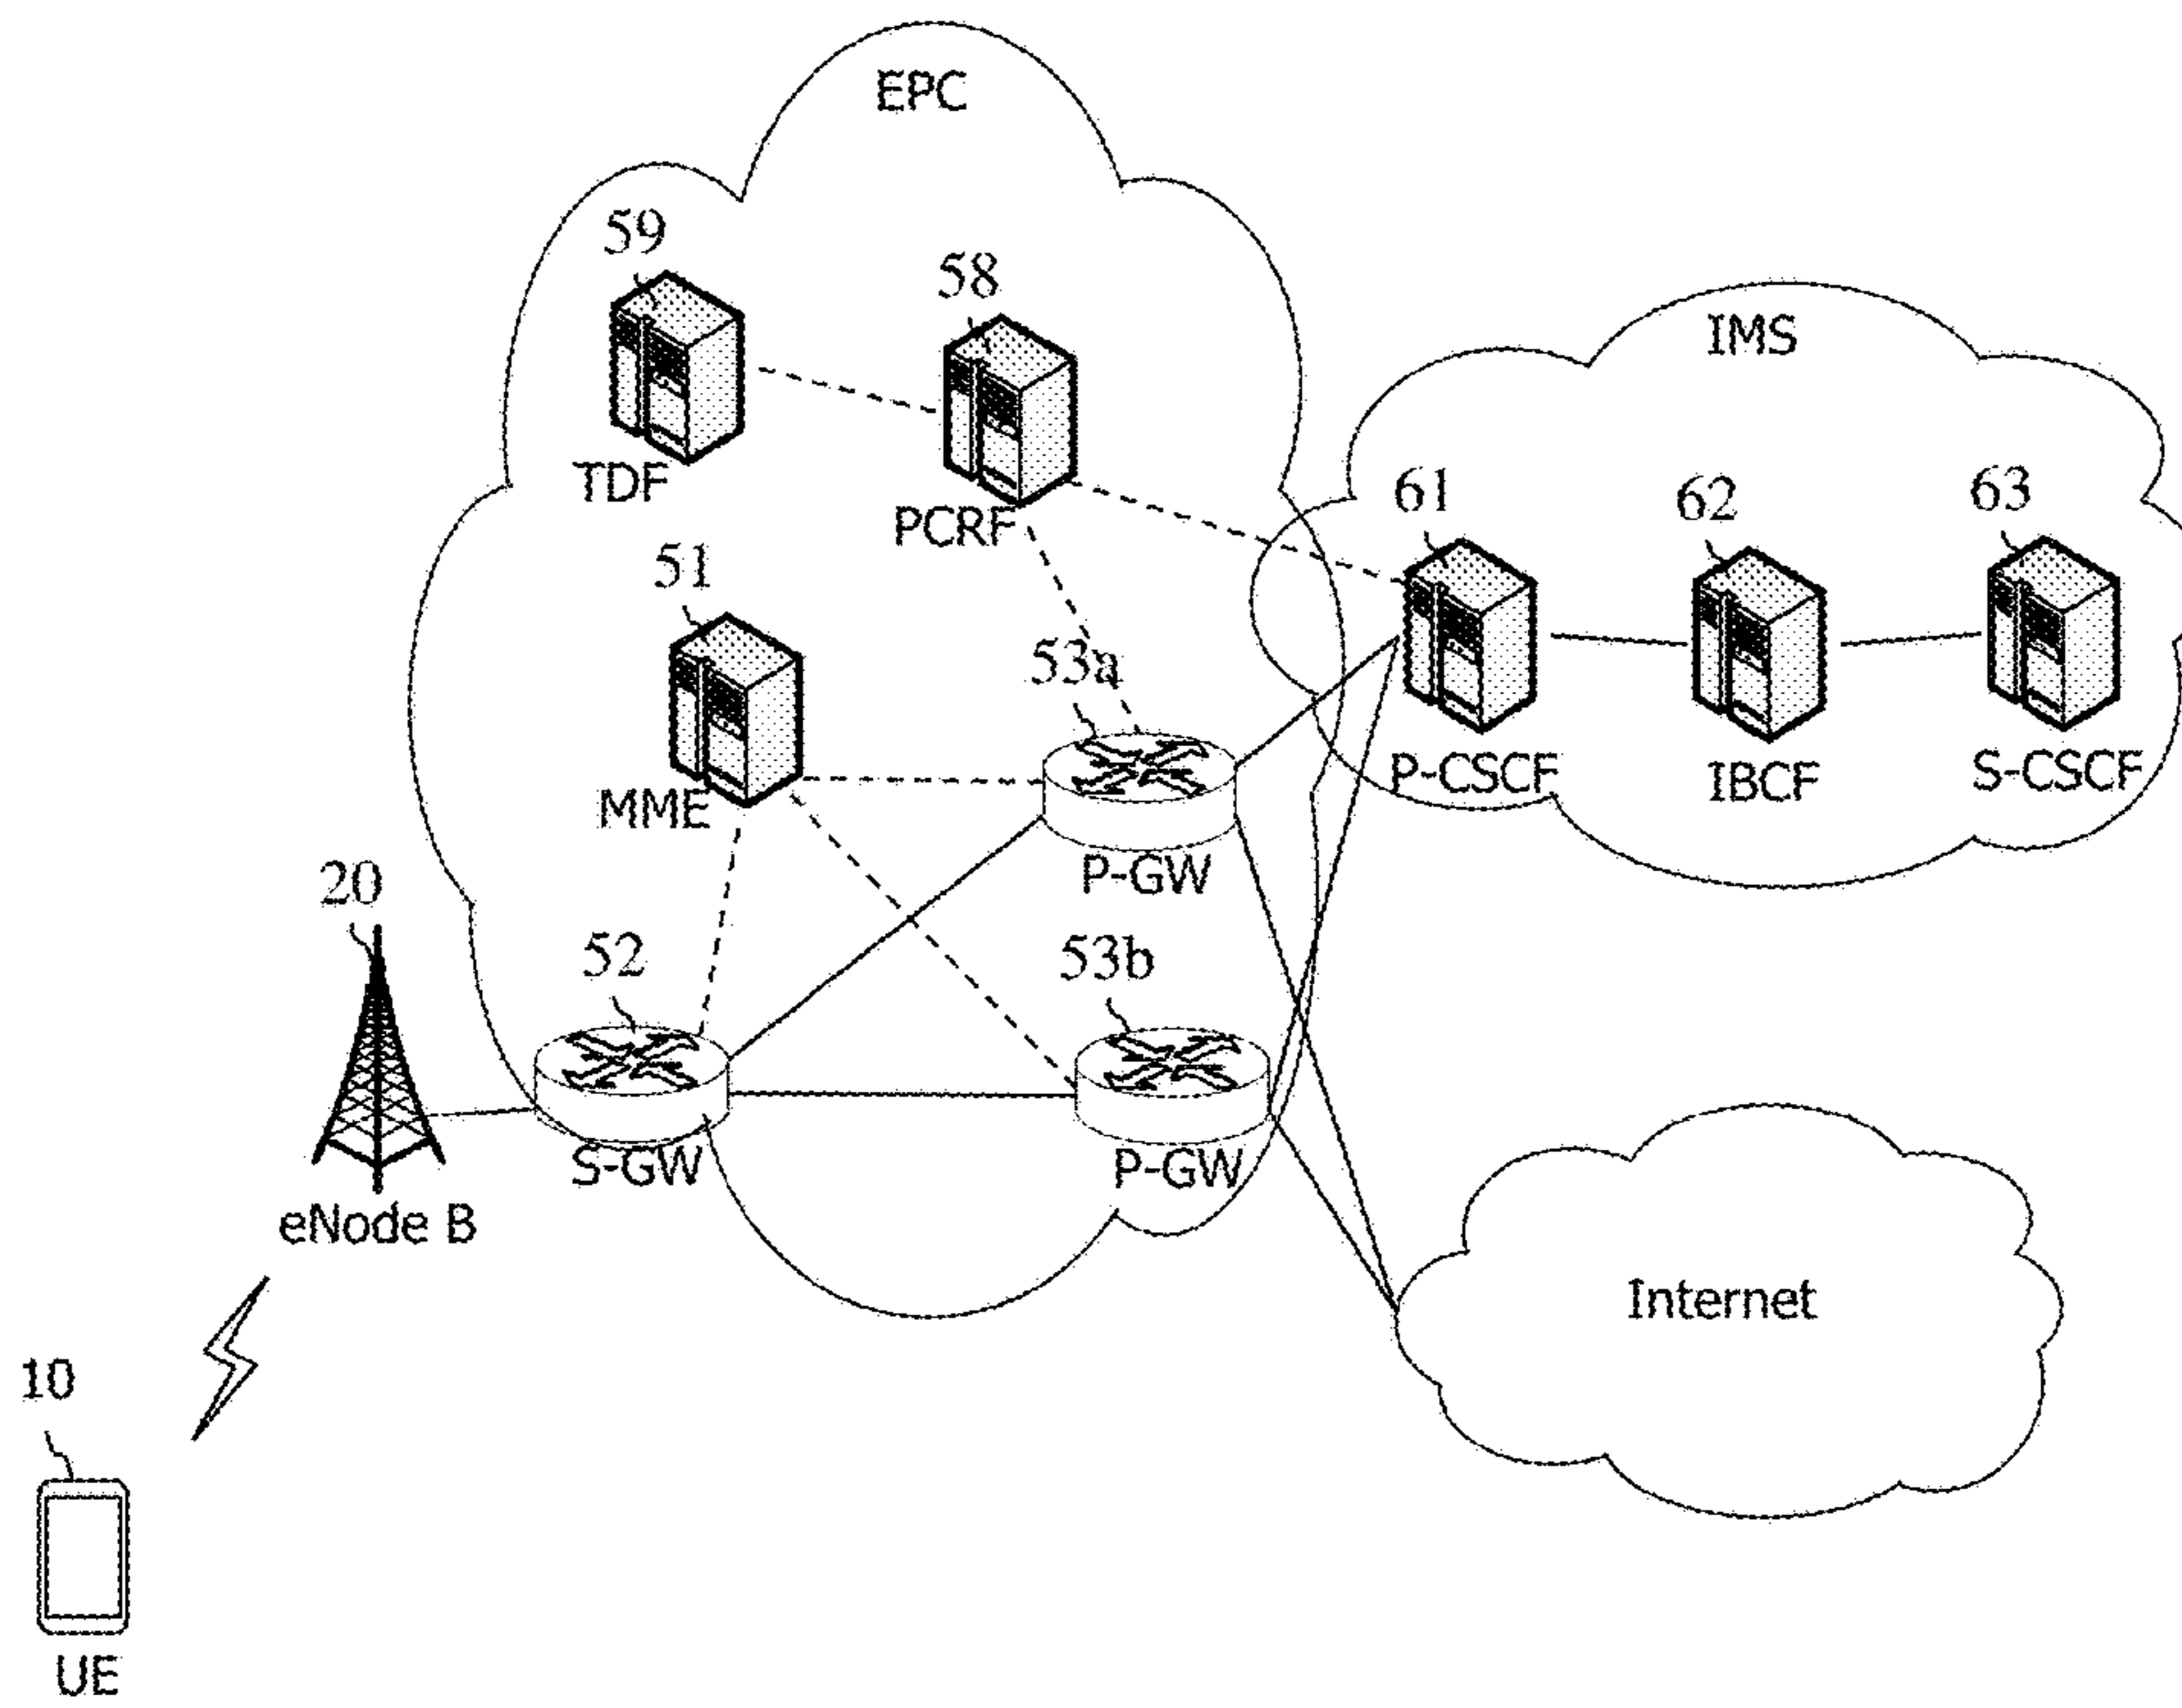 EPC
59
58
IMS
TDF
PCRF
61
62
63
51
53a
MME
P-CSCF
IBCF
S-CSCF
P-GW
20
52
53b
S-GW
P-GW
eNode B
Internet
10
UE